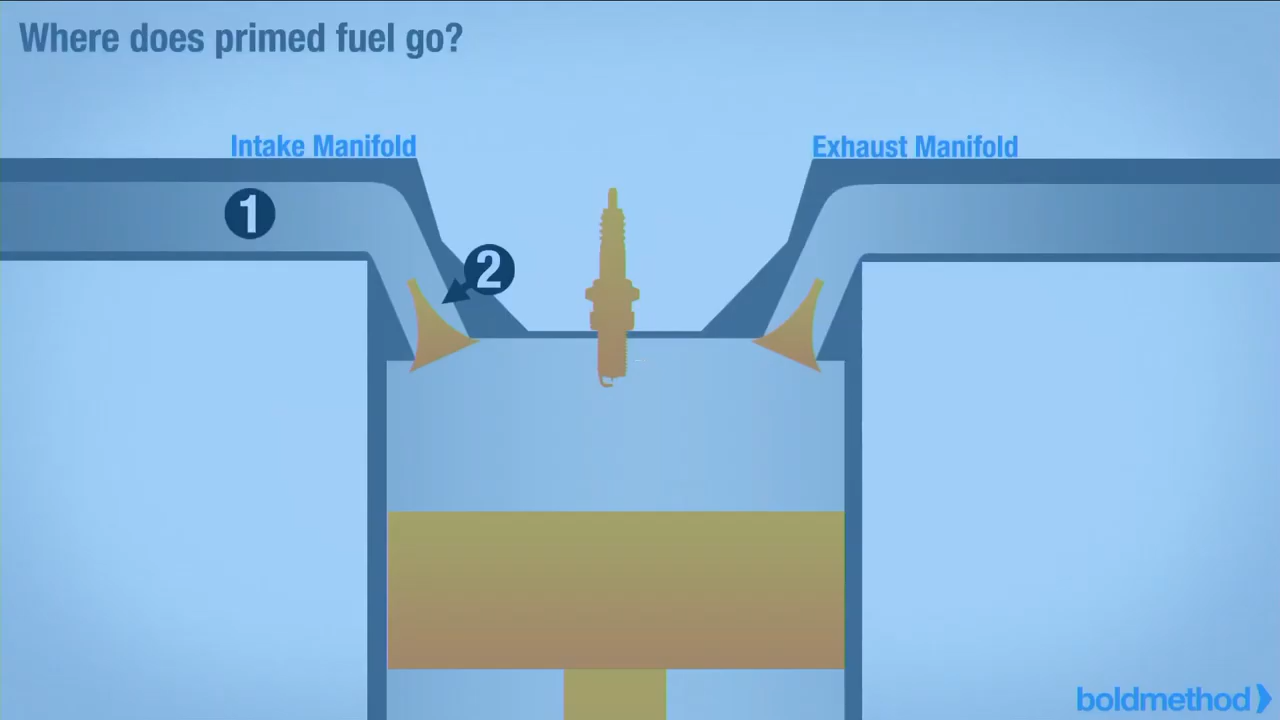 Where does primed fuel go?
Intake Manifold
Exhaust Manifold
1
2
boldmethod